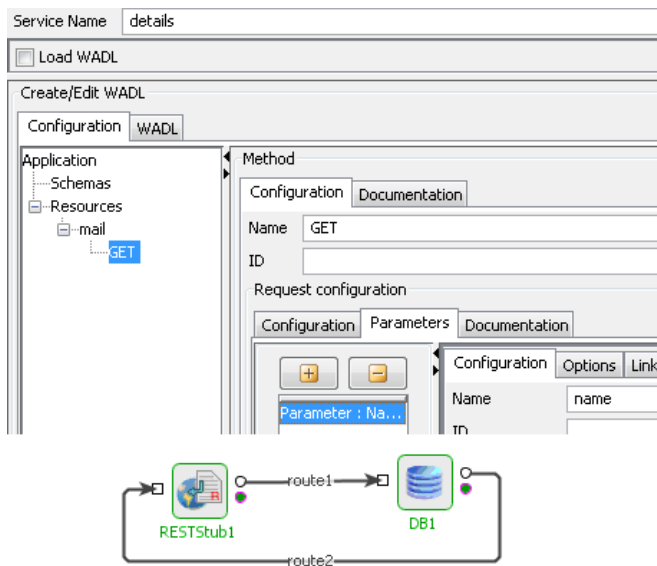 Service Name details
Load WADL
Create/Edit WADL
Configuration WADL
Application
Schemas
Resources
mail
GET
Method
Configuration Documentation
Name GET
ID
Request configuration
Configuration Parameters Documentation
Configuration Options Link
Parameter : Na...
Name name
ID
route1
RESTStub1
DB1
route2